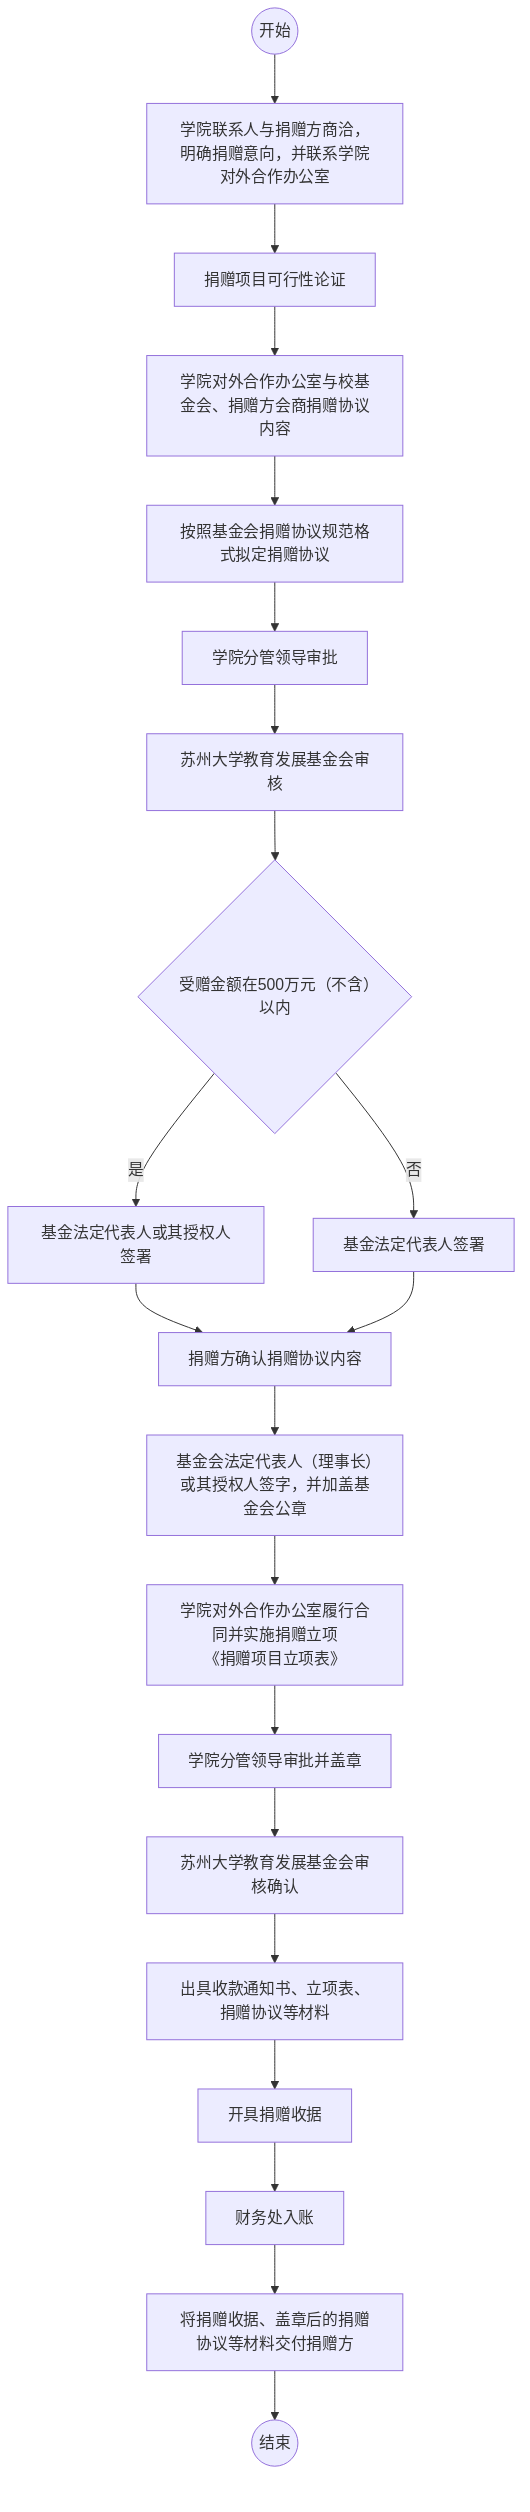 开始
学院联系人与捐赠方商洽，
明确捐赠意向，并联系学院
对外合作办公室
捐赠项目可行性论证
学院对外合作办公室与校基
金会、捐赠方会商捐赠协议
内容
按照基金会捐赠协议规范格
式拟定捐赠协议
学院分管领导审批
苏州大学教育发展基金会审
核
受赠金额在500万元（不含）
以内
是
否
基金法定代表人或其授权人
签署
基金法定代表人签署
捐赠方确认捐赠协议内容
基金会法定代表人（理事长）
或其授权人签字，并加盖基
金会公章
学院对外合作办公室履行合
同并实施捐赠立项
《捐赠项目立项表》
学院分管领导审批并盖章
苏州大学教育发展基金会审
核确认
出具收款通知书、立项表、
捐赠协议等材料
开具捐赠收据
财务处入账
将捐赠收据、盖章后的捐赠
协议等材料交付捐赠方
结束